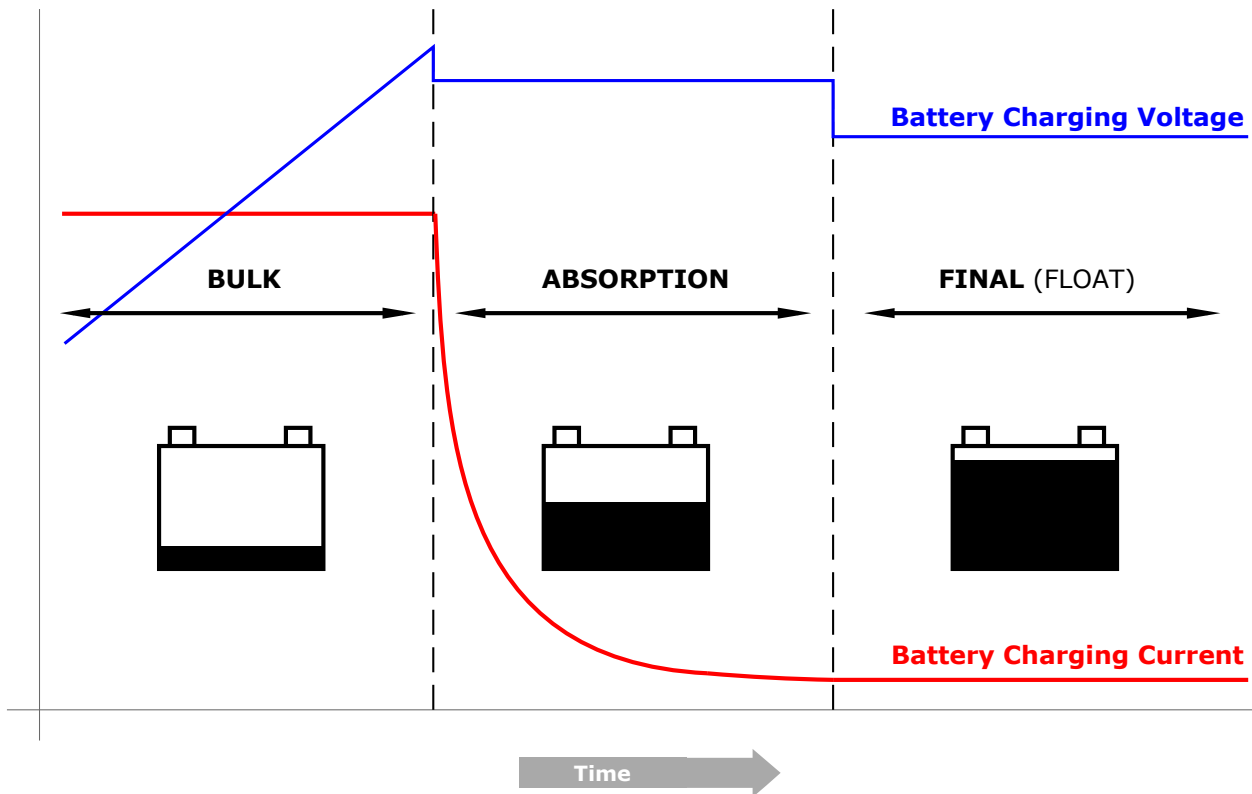 Battery Charging Voltage
BULK
ABSORPTION
FINAL (FLOAT)
Battery Charging Current
Time